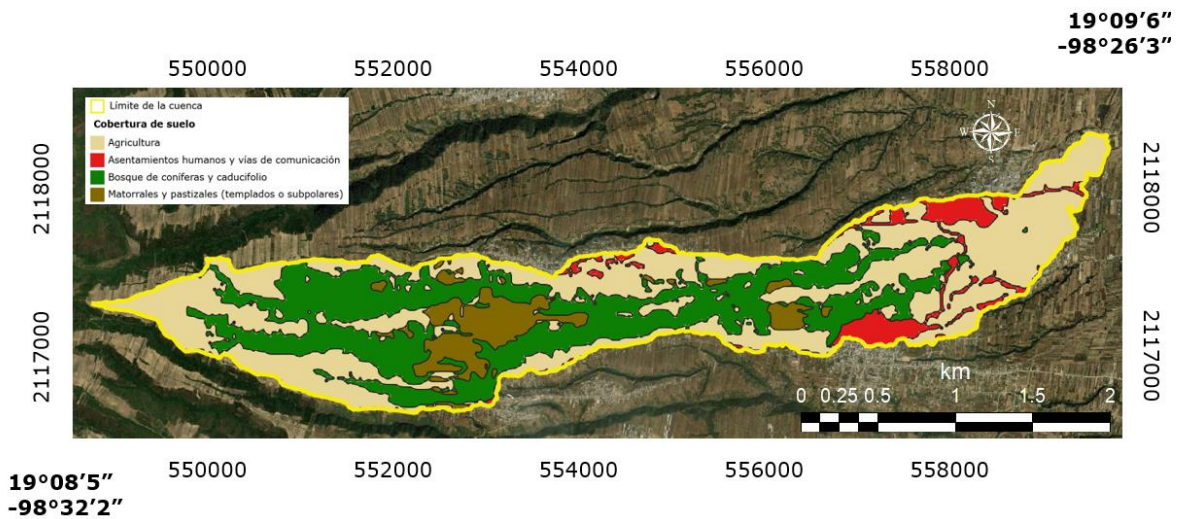 19°09’6”
-98°26’3”
550000 552000 554000 556000 558000
Límite de la cuenca
Cobertura de suelo
Agricultura
Asentamientos humanos y vías de comunicación
Bosque de coníferas y caducifolio
Matorrales y pastizales (templados o subpolares)
N
W E
S
2118000
2118000
2117000
2117000
km
0 0.25 0.5 1 1.5 2
550000 552000 554000 556000 558000
19°08’5”
-98°32’2”